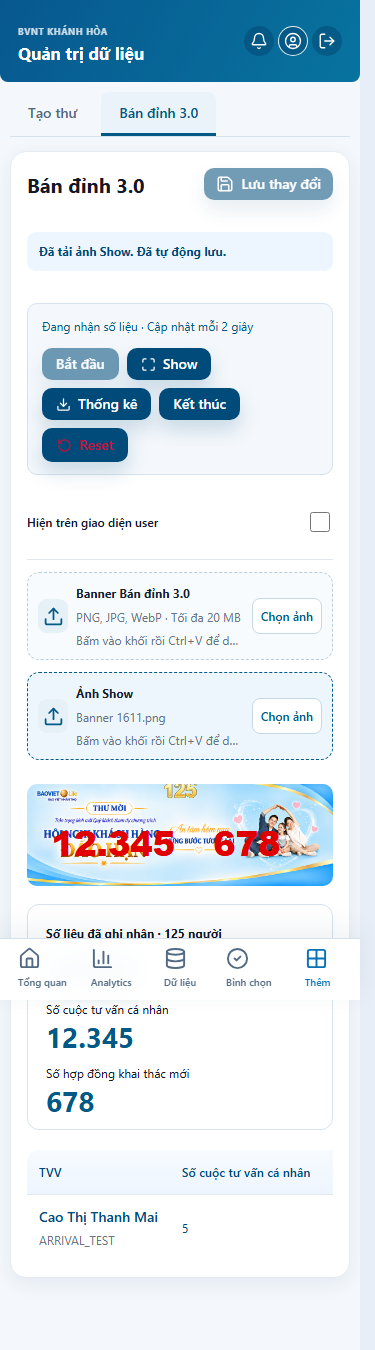 BVNT KHÁNH HÒA
Quản trị dữ liệu
Tạo thư
Bán đỉnh 3.0
Bán đỉnh 3.0
Lưu thay đổi
Đã tải ảnh Show. Đã tự động lưu.
Đang nhận số liệu · Cập nhật mỗi 2 giây
Bắt đầu
Show
Thống kê
Kết thúc
Reset
Hiện trên giao diện user
Banner Bán đỉnh 3.0
PNG, JPG, WebP · Tối đa 20 MB
Bấm vào khối rồi Ctrl+V để d...
Chọn ảnh
Ảnh Show
Banner 1611.png
Bấm vào khối rồi Ctrl+V để d...
Chọn ảnh
BAOVIET Life
125
THƯ MỜI
12.345 678
Số liệu đã ghi nhận · 125 người
Tổng quan
Analytics
Dữ liệu
Bình chọn
Thêm
Số cuộc tư vấn cá nhân
12.345
Số hợp đồng khai thác mới
678
TVV
Số cuộc tư vấn cá nhân
Cao Thị Thanh Mai
ARRIVAL_TEST
5